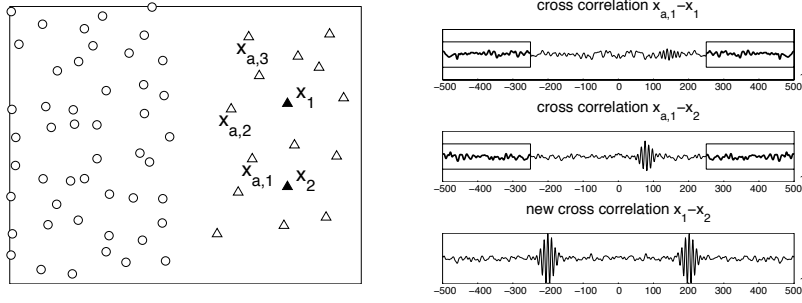 x_{a,3}
x_1
x_{a,2}
x_{a,1}
x_2
cross correlation x_{a,1}−x_1
−500 −400 −300 −200 −100 0 100 200 300 400 500
cross correlation x_{a,1}−x_2
−500 −400 −300 −200 −100 0 100 200 300 400 500
new cross correlation x_1−x_2
−500 −400 −300 −200 −100 0 100 200 300 400 500